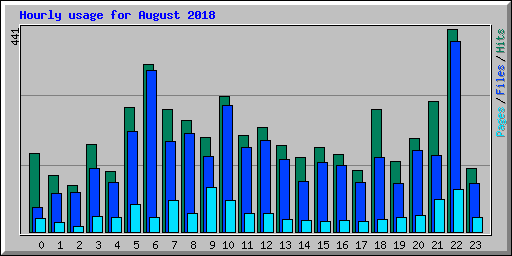 Hourly usage for August 2018
441
Pages / Files / Hits
0 1 2 3 4 5 6 7 8 9 10 11 12 13 14 15 16 17 18 19 20 21 22 23